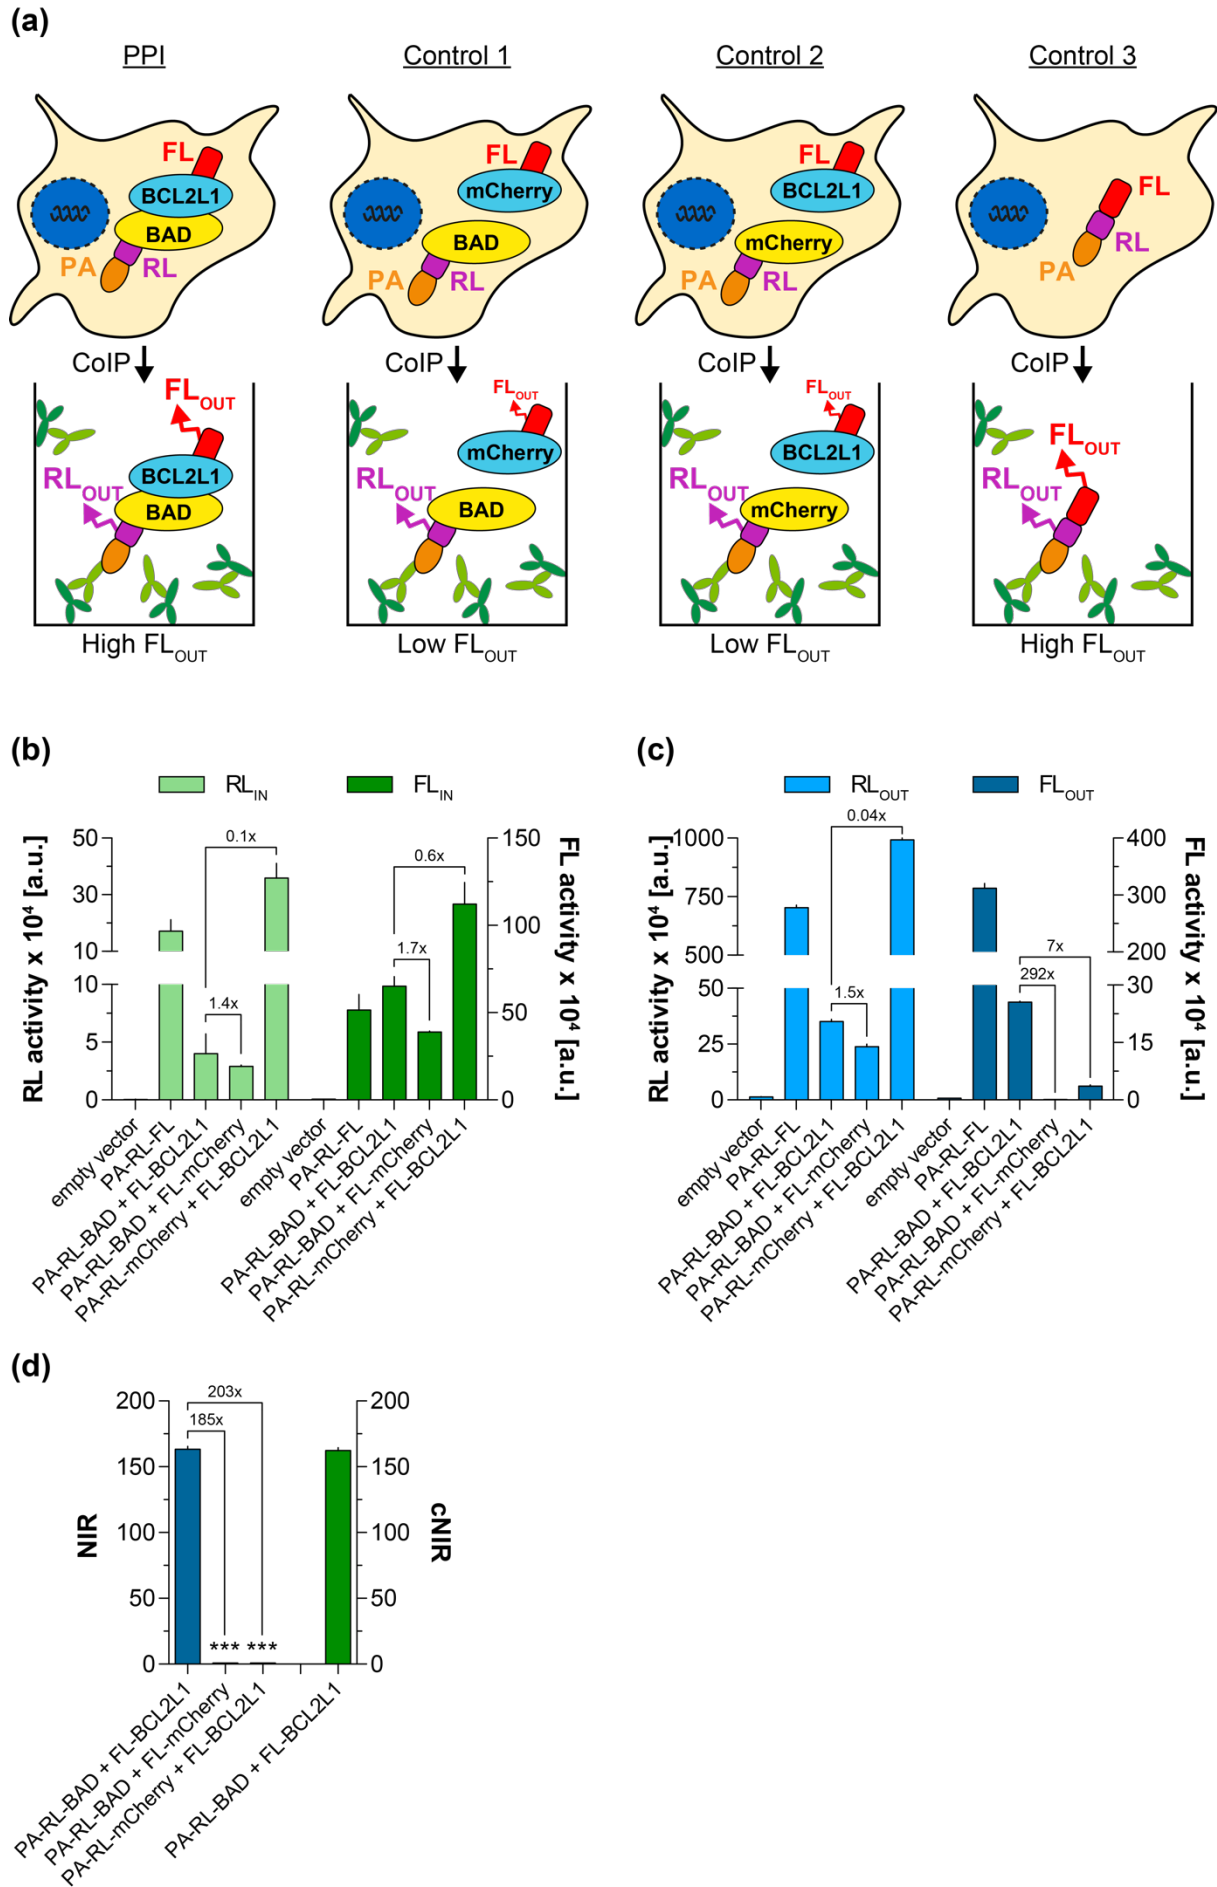 (a)
PPI
Control 1
Control 2
Control 3
FL
BCL2L1
BAD
PA
RL
FL
mCherry
BAD
PA
RL
FL
BCL2L1
mCherry
PA
RL
FL
RL
PA
CoIP
CoIP
CoIP
CoIP
FLOUT
BCL2L1
RLOUT
BAD
FLOUT
mCherry
RLOUT
BAD
FLOUT
BCL2L1
RLOUT
mCherry
FLOUT
RLOUT
High FLOUT
Low FLOUT
Low FLOUT
High FLOUT
(b)
RLIN
FLIN
RL activity x 10⁴ [a.u.]
50
30
10
10
5
0
0.1x
1.4x
0.6x
1.7x
150
100
50
0
FL activity x 10⁴ [a.u.]
empty vector
PA-RL-FL
PA-RL-BAD + FL-BCL2L1
PA-RL-BAD + FL-mCherry
PA-RL-mCherry + FL-BCL2L1
empty vector
PA-RL-FL
PA-RL-BAD + FL-BCL2L1
PA-RL-BAD + FL-mCherry
PA-RL-mCherry + FL-BCL2L1
(c)
RLOUT
FLOUT
RL activity x 10⁴ [a.u.]
1000
750
500
50
25
0
0.04x
1.5x
7x
292x
400
300
200
30
15
0
FL activity x 10⁴ [a.u.]
empty vector
PA-RL-FL
PA-RL-BAD + FL-BCL2L1
PA-RL-BAD + FL-mCherry
PA-RL-mCherry + FL-BCL2L1
empty vector
PA-RL-FL
PA-RL-BAD + FL-BCL2L1
PA-RL-BAD + FL-mCherry
PA-RL-mCherry + FL-BCL2L1
(d)
NIR
200
150
100
50
0
203x
185x
*** ***
200
150
100
50
0
cNIR
PA-RL-BAD + FL-BCL2L1
PA-RL-BAD + FL-mCherry
PA-RL-mCherry + FL-BCL2L1
PA-RL-BAD + FL-BCL2L1